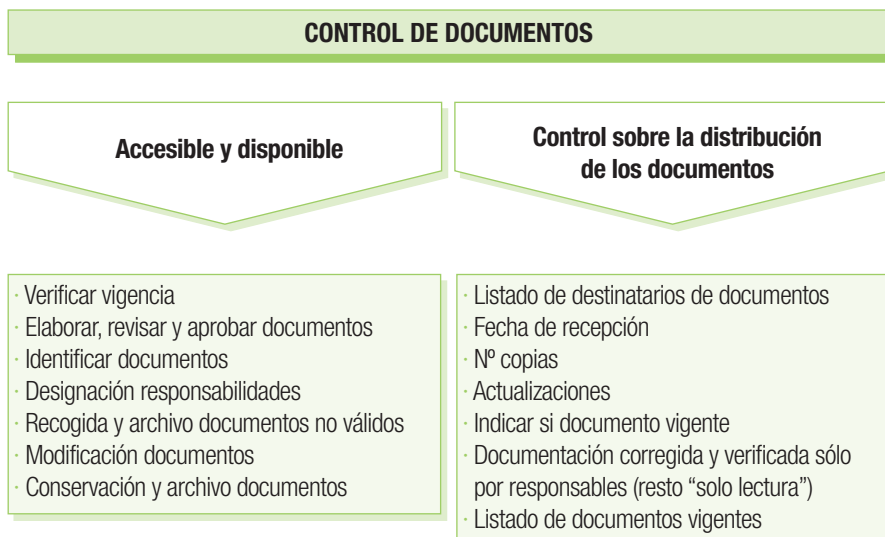 CONTROL DE DOCUMENTOS
Accesible y disponible
Control sobre la distribución
de los documentos
· Verificar vigencia
· Elaborar, revisar y aprobar documentos
· Identificar documentos
· Designación responsabilidades
· Recogida y archivo documentos no válidos
· Modificación documentos
· Conservación y archivo documentos
· Listado de destinatarios de documentos
· Fecha de recepción
· Nº copias
· Actualizaciones
· Indicar si documento vigente
· Documentación corregida y verificada sólo
por responsables (resto “solo lectura”)
· Listado de documentos vigentes